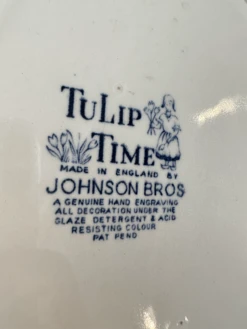 TULIP
TIME
MADE IN ENGLAND BY
JOHNSON BROS
A GENUINE HAND ENGRAVING
ALL DECORATION UNDER THE
GLAZE DETERGENT & ACID
RESISTING COLOUR
PAT PEND